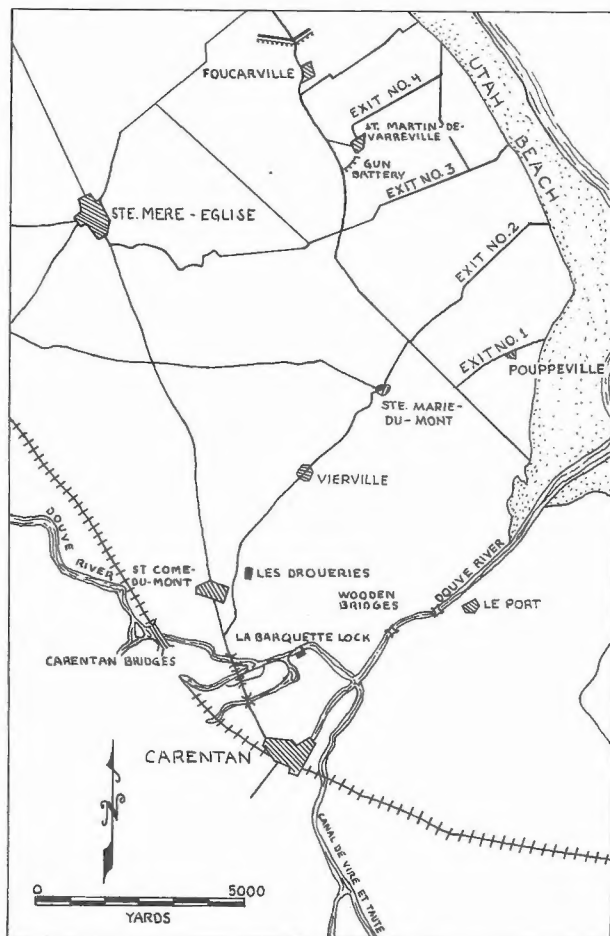 FOUCARVILLE
EXIT NO. 4
UTAH BEACH
ST. MARTIN-DE-
VARREVILLE
GUN
BATTERY
EXIT NO. 3
STE. MERE - EGLISE
EXIT NO. 2
EXIT NO. 1
POUPPEVILLE
STE. MARIE-
DU-MONT
VIERVILLE
DOUVE
RIVER
ST COME-
DU-MONT
LES DROUERIES
WOODEN
BRIDGES
DOUVE RIVER
LE PORT
LA BARQUETTE LOCK
CARENTAN BRIDGES
CARENTAN
N
CANAL DE VIRE ET TAUTE
0 5000
YARDS